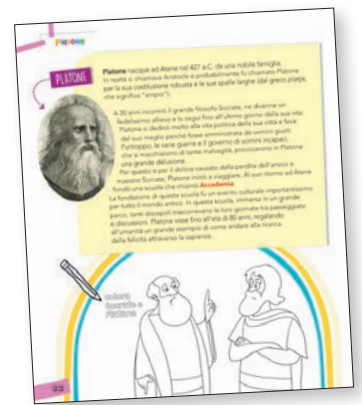 Platone
PLATONE
Platone nacque ad Atene nel 427 a.C. da una nobile famiglia.
In realtà si chiamava Aristocle e probabilmente fu chiamato Platone
per la sua costituzione robusta e le sue spalle larghe (dal greco platýs,
che significa "ampio").
A 20 anni incontrò il grande filosofo Socrate, ne divenne un
fedelissimo allievo e lo seguì fino all'ultimo giorno della sua vita.
Platone si dedicò molto alla vita politica della sua città e fece
del suo meglio perché fosse amministrata da uomini giusti.
Purtroppo, le varie guerre e il governo di uomini incapaci,
che si macchiarono di tante malvagità, provocarono in Platone
una grande delusione.
Per questo e per il dolore causato dalla perdita dell'amico e
maestro Socrate, Platone iniziò a viaggiare. Al suo ritorno ad Atene
fondò una scuola che chiamò Accademia.
La fondazione di questa scuola fu un evento culturale importantissimo
per tutto il mondo antico. In questa scuola, immersa in un grande
parco, tanti discepoli trascorrevano le loro giornate tra passeggiate
e discussioni. Platone visse fino all'età di 80 anni, regalando
all'umanità un grande esempio di come andare alla ricerca
della felicità attraverso la sapienza.
colora
Socrate e
Platone